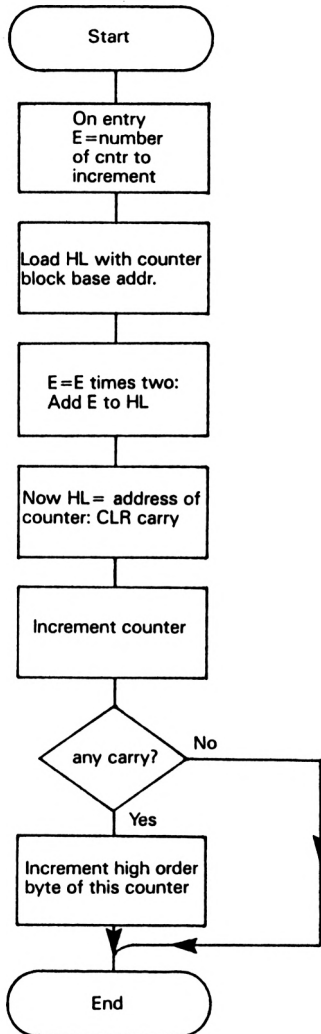 Start
On entry
E=number
of cntr to
increment
Load HL with counter
block base addr.
E=E times two:
Add E to HL
Now HL= address of
counter: CLR carry
Increment counter
any carry?
No
Yes
Increment high order
byte of this counter
End